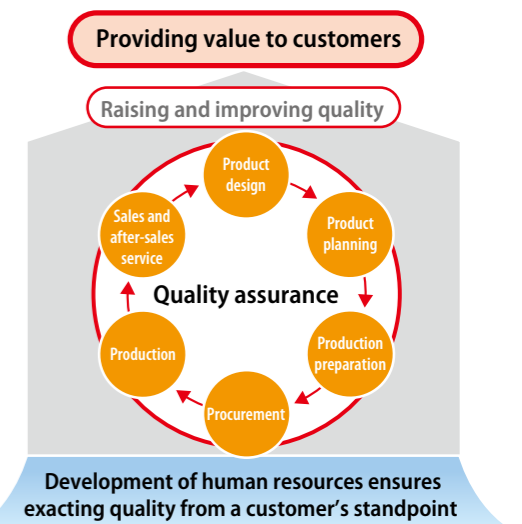 Providing value to customers
Raising and improving quality
Product
design
Product
planning
Production
preparation
Procurement
Production
Sales and
after-sales
service
Quality assurance
Development of human resources ensures
exacting quality from a customer’s standpoint